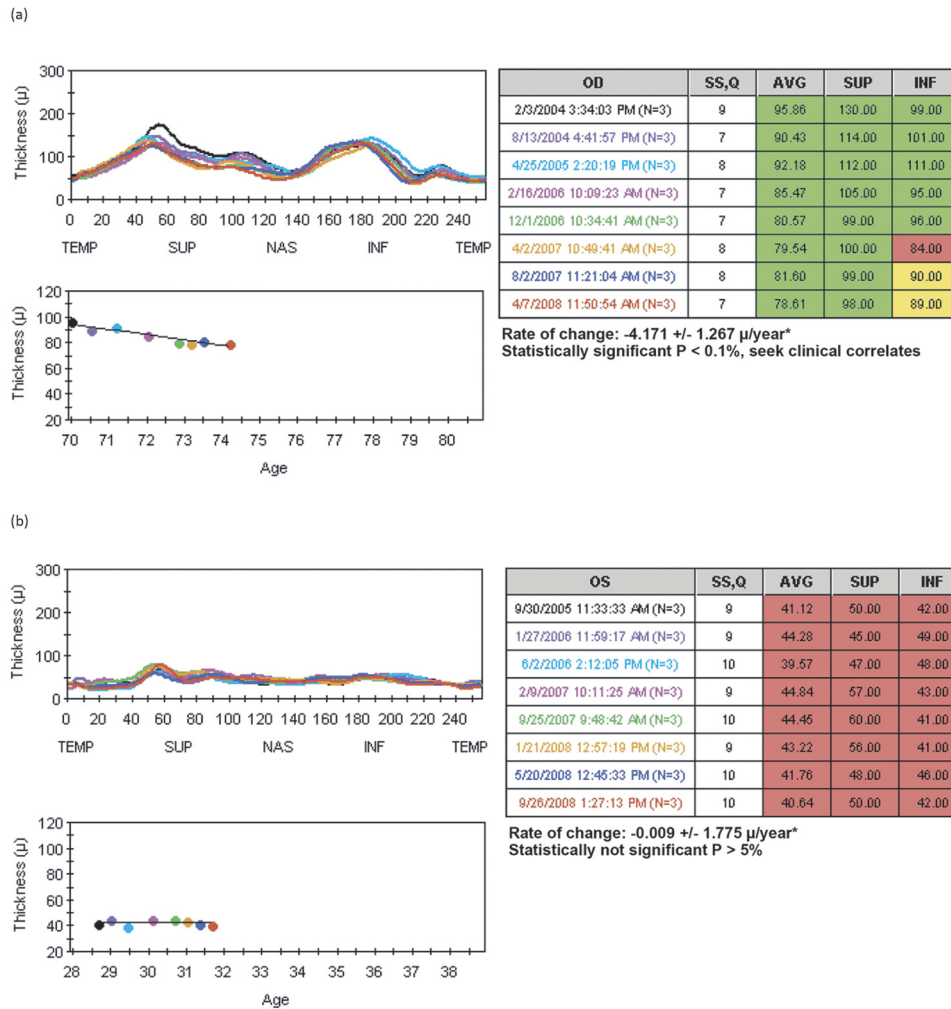 (a)
300
200
100
0
Thickness (µ)
0 20 40 60 80 100 120 140 160 180 200 220 240
TEMP SUP NAS INF TEMP
120
100
80
60
40
20
Thickness (µ)
70 71 72 73 74 75 76 77 78 79 80
Age
OD SS,Q AVG SUP INF
2/3/2004 3:34:03 PM (N=3) 9 95.86 130.00 99.00
8/13/2004 4:41:57 PM (N=3) 7 90.43 114.00 101.00
4/25/2005 2:20:19 PM (N=3) 8 92.18 112.00 111.00
2/16/2006 10:09:23 AM (N=3) 7 85.47 105.00 95.00
12/1/2006 10:34:41 AM (N=3) 7 80.57 99.00 96.00
4/2/2007 10:49:41 AM (N=3) 8 79.54 100.00 84.00
8/2/2007 11:21:04 AM (N=3) 8 81.60 99.00 90.00
4/7/2008 11:50:54 AM (N=3) 7 78.61 98.00 89.00
Rate of change: -4.171 +/- 1.267 µ/year*
Statistically significant P < 0.1%, seek clinical correlates
(b)
300
200
100
0
Thickness (µ)
0 20 40 60 80 100 120 140 160 180 200 220 240
TEMP SUP NAS INF TEMP
120
100
80
60
40
20
Thickness (µ)
28 29 30 31 32 33 34 35 36 37 38
Age
OS SS,Q AVG SUP INF
9/30/2005 11:33:33 AM (N=3) 9 41.12 50.00 42.00
1/27/2006 11:59:17 AM (N=3) 9 44.28 45.00 49.00
6/2/2006 2:12:05 PM (N=3) 10 39.57 47.00 48.00
2/9/2007 10:11:25 AM (N=3) 9 44.84 57.00 43.00
9/25/2007 9:48:42 AM (N=3) 10 44.45 60.00 41.00
1/21/2008 12:57:19 PM (N=3) 9 43.22 56.00 41.00
5/20/2008 12:45:33 PM (N=3) 10 41.76 48.00 46.00
9/26/2008 1:27:13 PM (N=3) 10 40.64 50.00 42.00
Rate of change: -0.009 +/- 1.775 µ/year*
Statistically not significant P > 5%